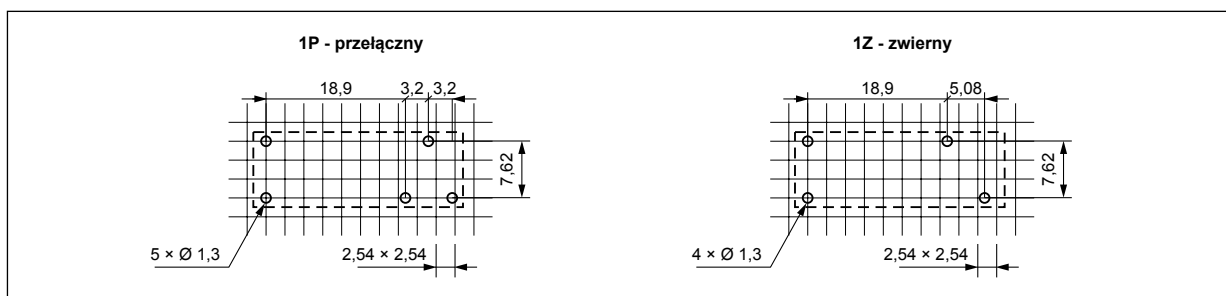 1P - przełączny
1Z - zwierny
18,9
3,2
3,2
18,9
5,08
7,62
7,62
5 × Ø 1,3
2,54 × 2,54
4 × Ø 1,3
2,54 × 2,54